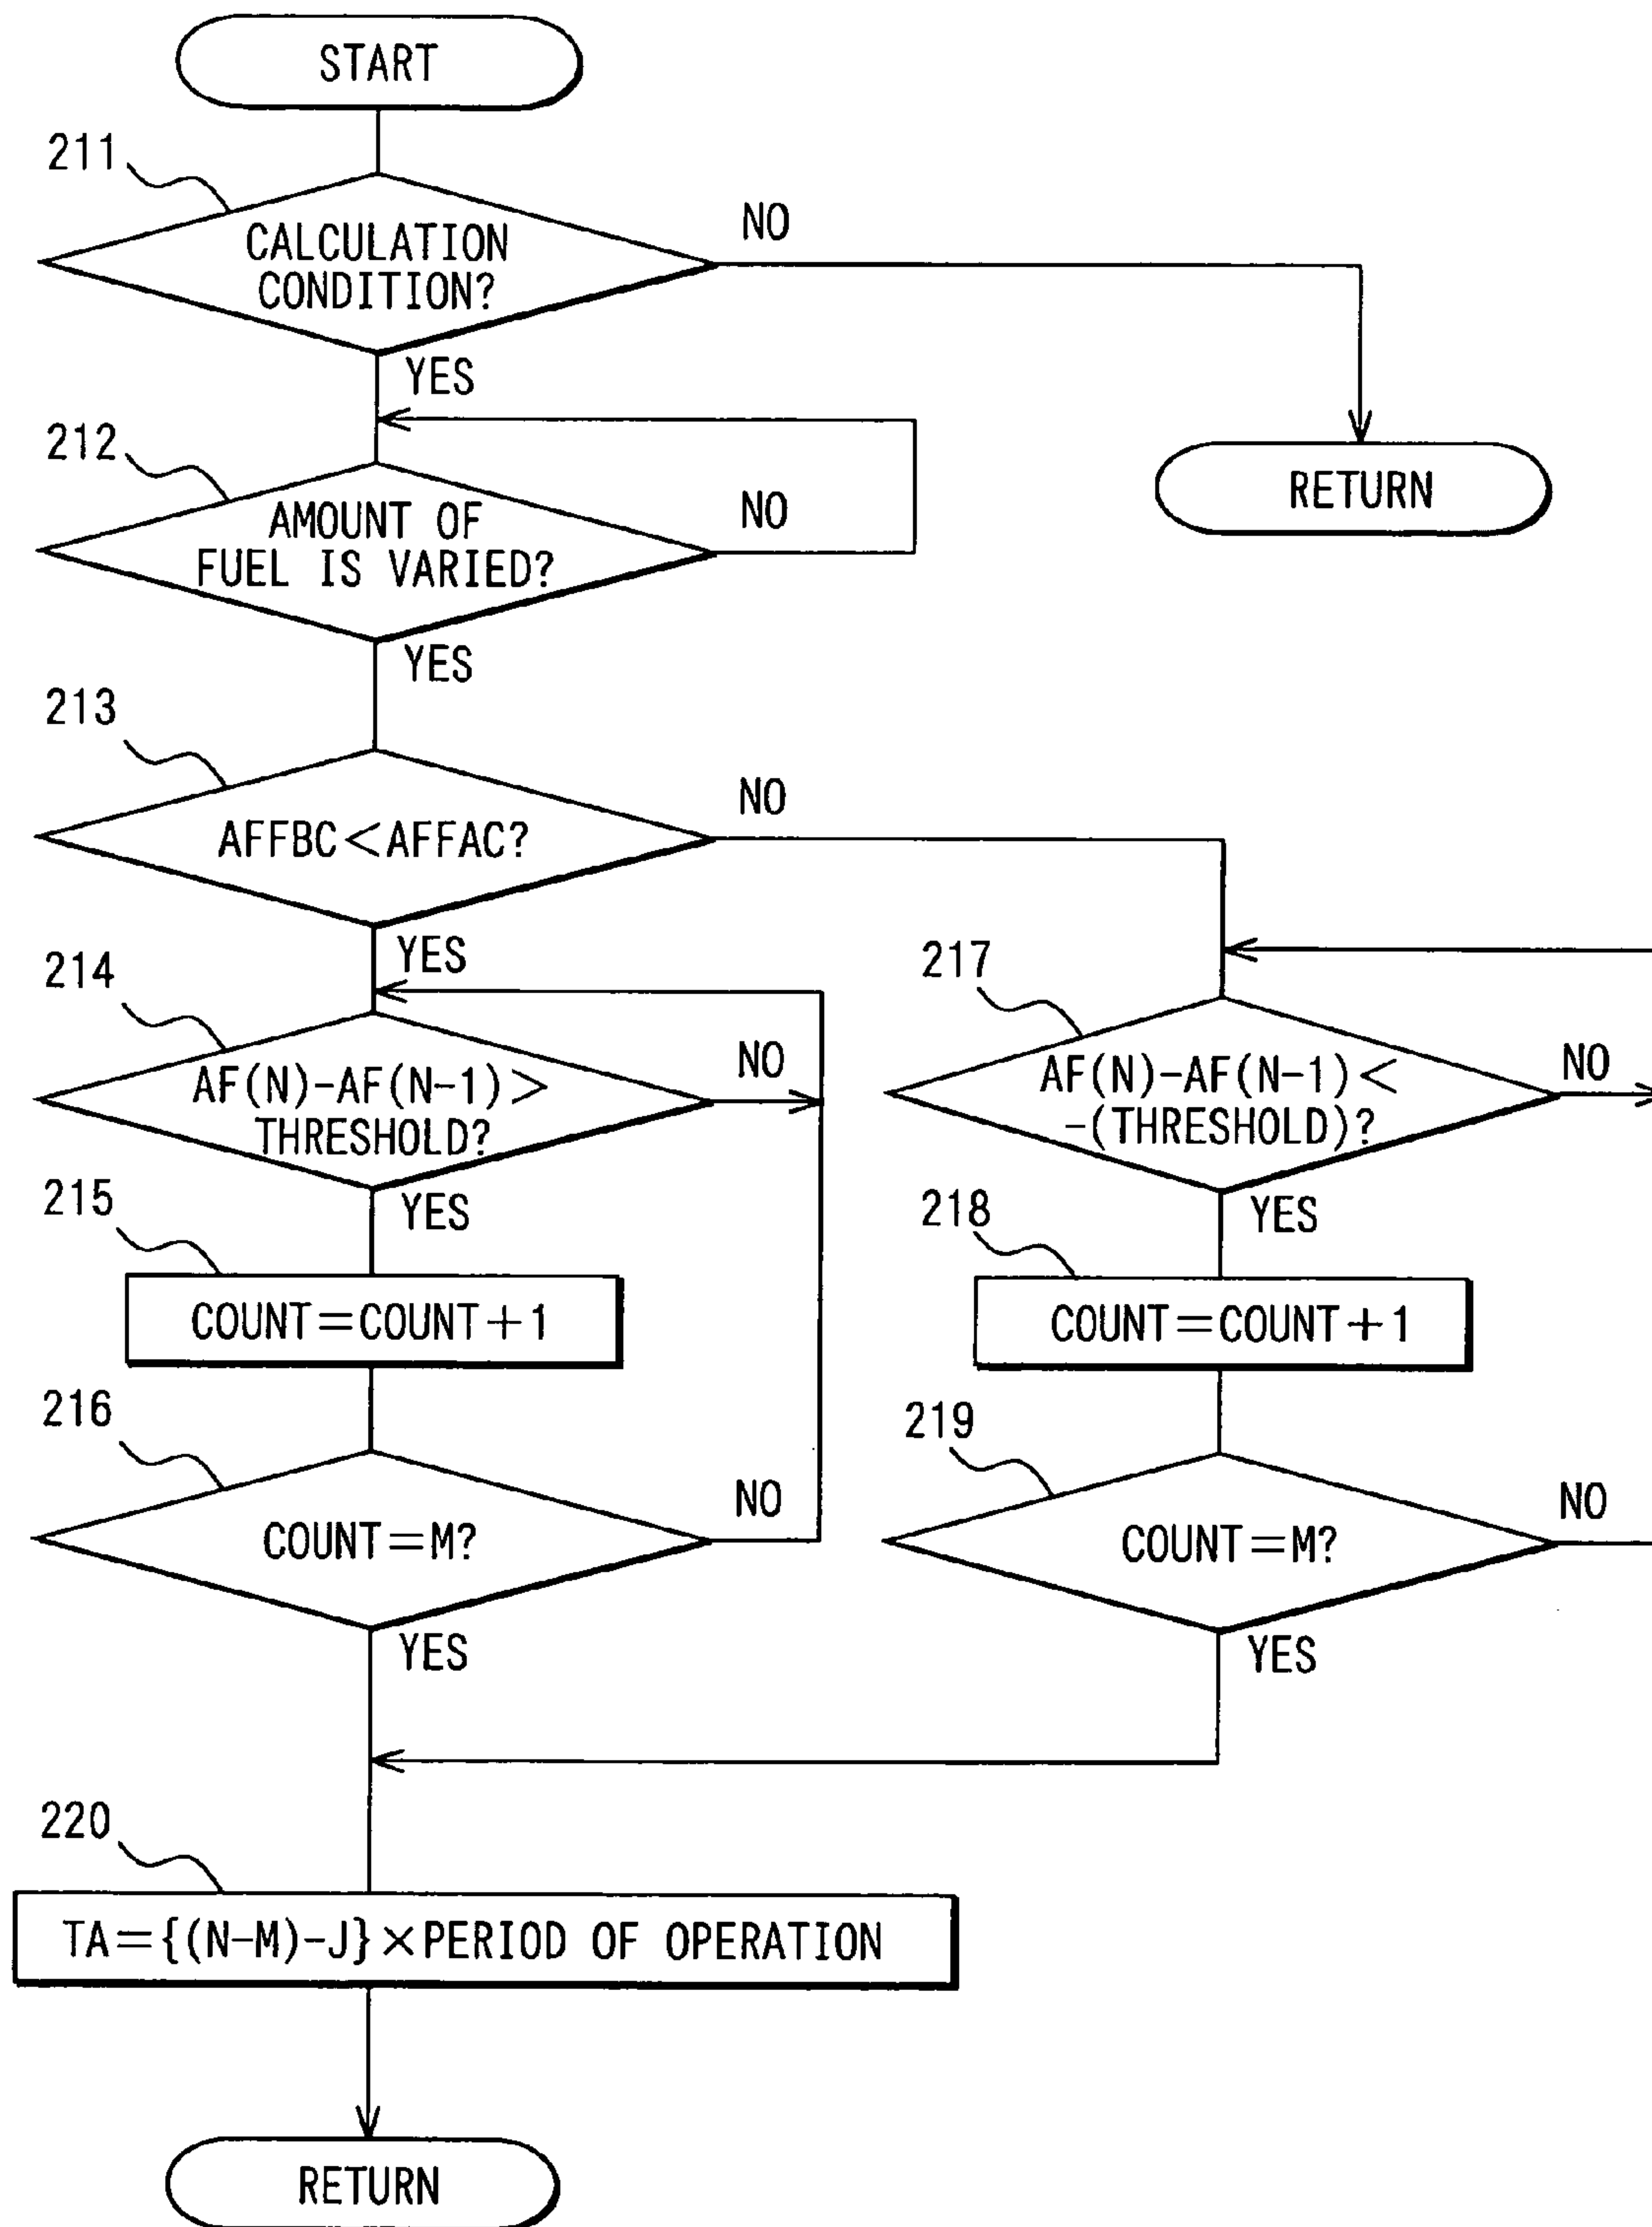 START
211
CALCULATION
CONDITION?
NO
YES
RETURN
212
AMOUNT OF
FUEL IS VARIED?
NO
YES
213
AFFBC<AFFAC?
NO
YES
214
AF(N)-AF(N-1)>
THRESHOLD?
NO
YES
215
COUNT=COUNT+1
216
COUNT=M?
NO
YES
217
AF(N)-AF(N-1)<
-(THRESHOLD)?
NO
YES
218
COUNT=COUNT+1
219
COUNT=M?
NO
YES
220
TA={(N-M)-J}×PERIOD OF OPERATION
RETURN